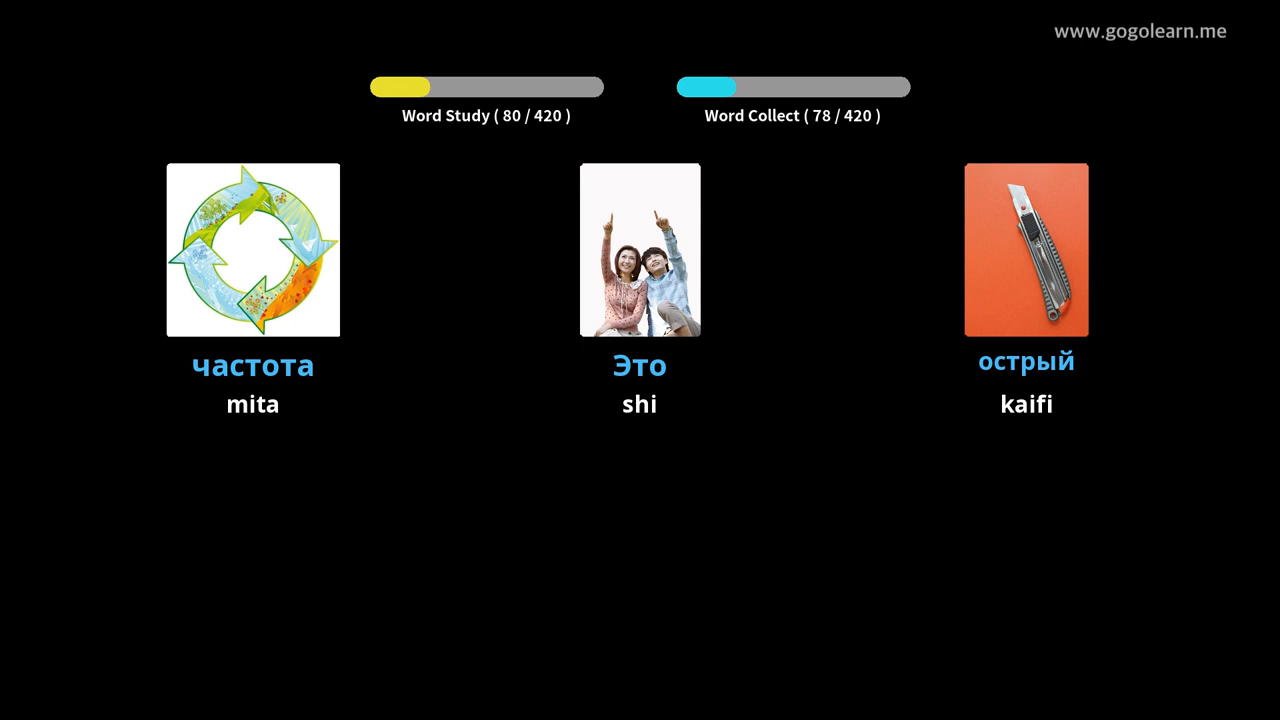 www.gogolearn.me
Word Study ( 80 / 420 )
Word Collect ( 78 / 420 )
частота
mita
Это
shi
острый
kaifi